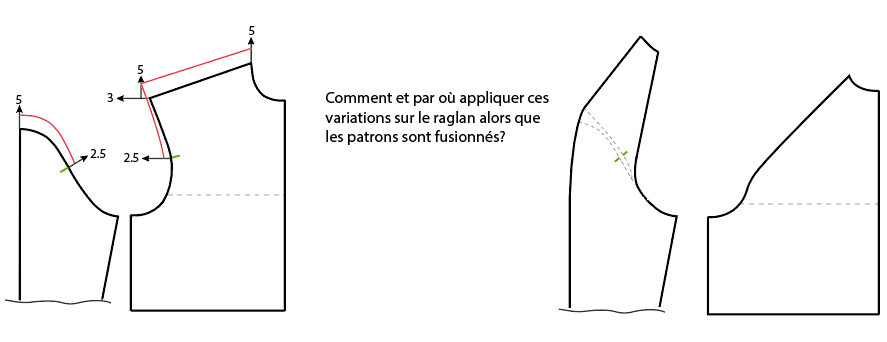 5
5
5
3
2.5
2.5
Comment et par où appliquer ces
variations sur le raglan alors que
les patrons sont fusionnés?